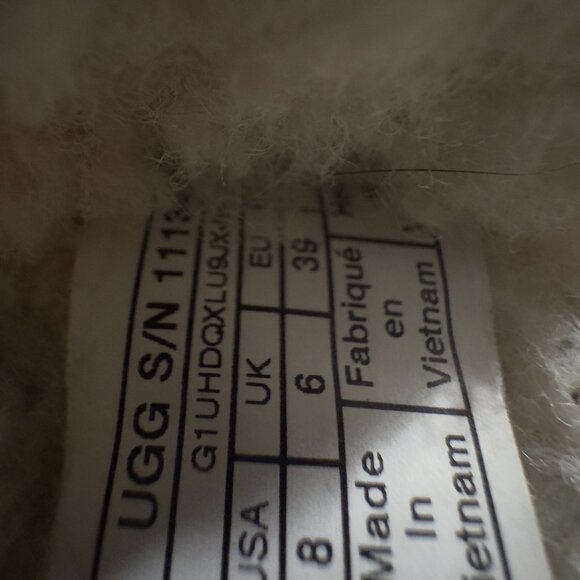 UGG S/N 1113
G1UHDQXLU9JX
USA UK EU
8 6 39
Made In Vietnam
Fabriqué en Vietnam